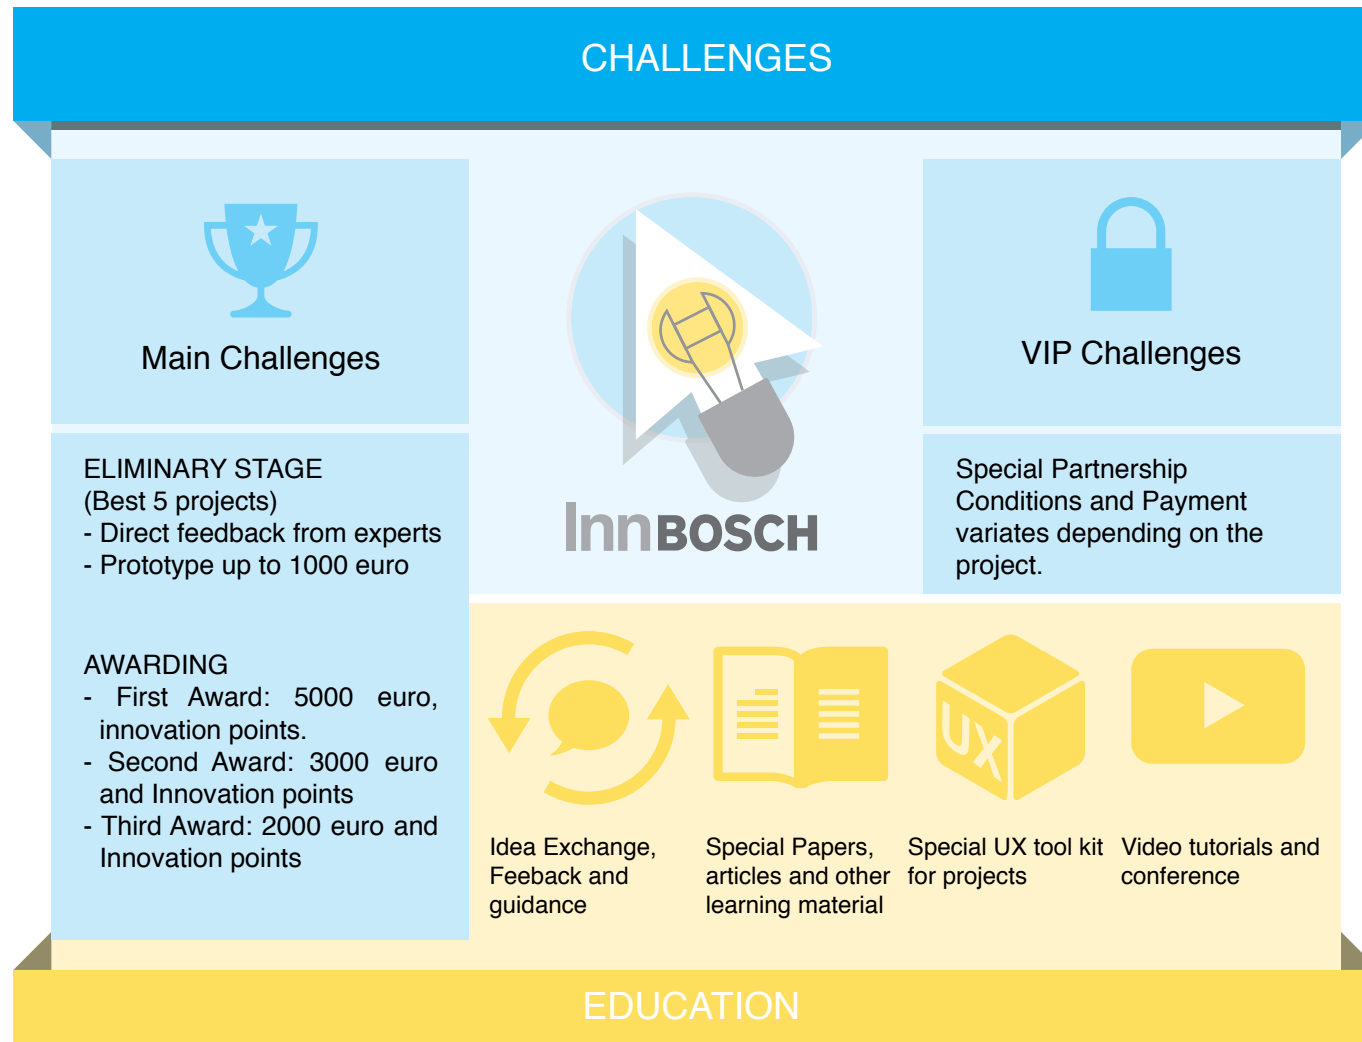 CHALLENGES
Main Challenges
ELIMINARY STAGE
(Best 5 projects)
- Direct feedback from experts
- Prototype up to 1000 euro
AWARDING
- First Award: 5000 euro,
innovation points.
- Second Award: 3000 euro
and Innovation points
- Third Award: 2000 euro and
Innovation points
InnBOSCH
VIP Challenges
Special Partnership
Conditions and Payment
variates depending on the
project.
UX
Idea Exchange,
Feeback and
guidance
Special Papers,
articles and other
learning material
Special UX tool kit
for projects
Video tutorials and
conference
EDUCATION